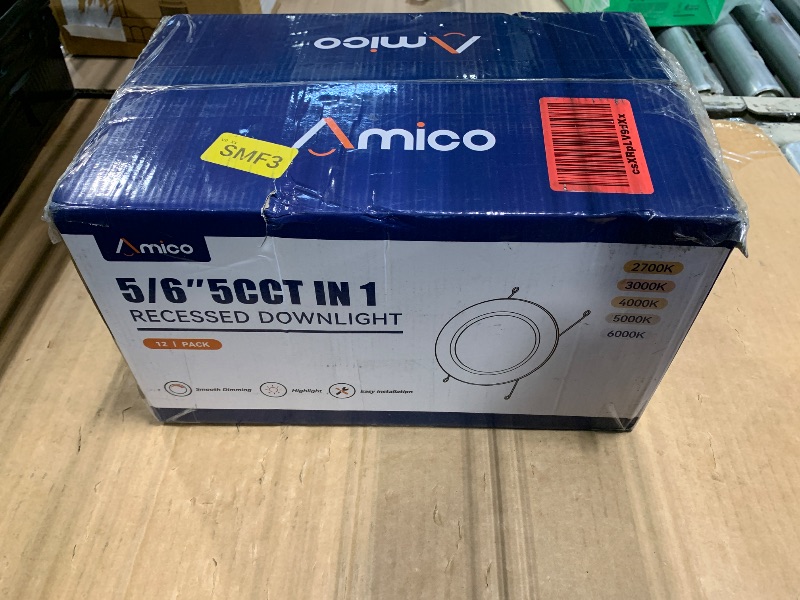 Amico
Amico
SMF3
csXRpLV93Xx
Amico
5/6"5CCT IN 1
RECESSED DOWNLIGHT
12 | PACK
Smooth Dimming
Highlight
Easy Installation
2700K
3000K
4000K
5000K
6000K